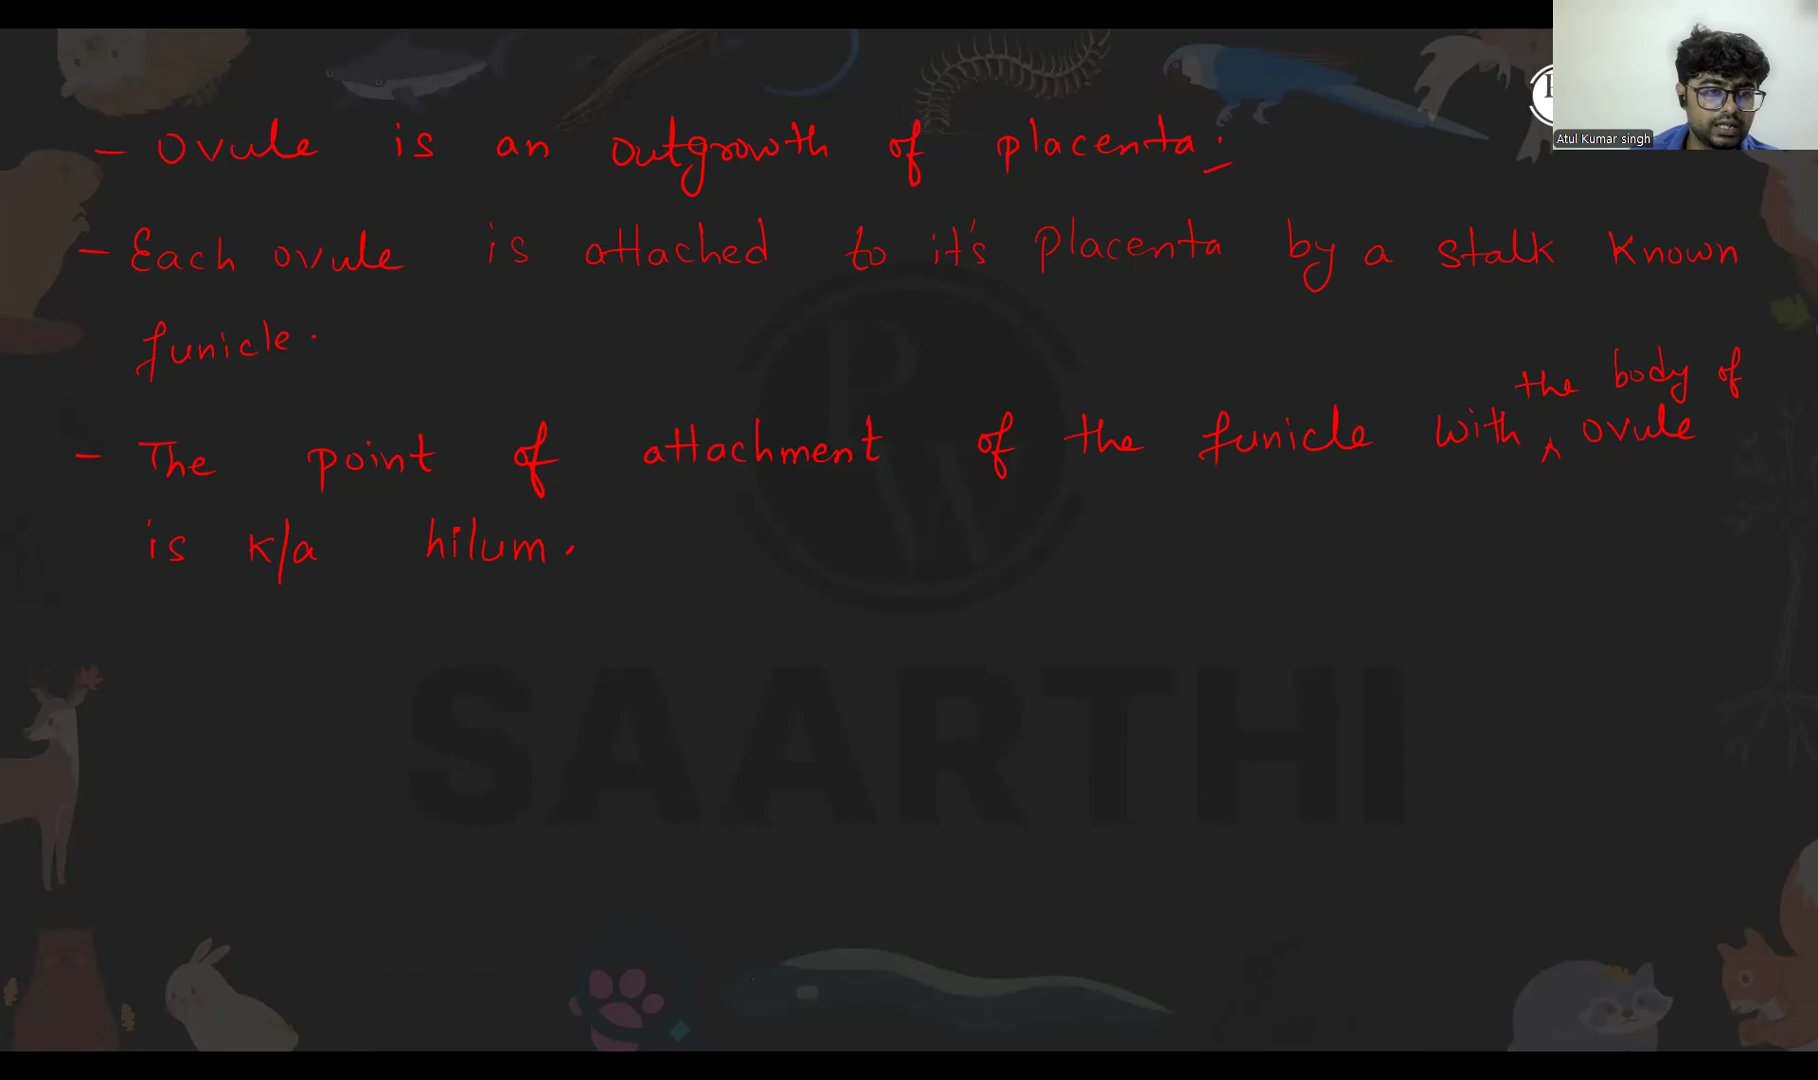 - Ovule is an outgrowth of placenta.
- Each ovule is attached to it's placenta by a stalk known
funicle.
- The point of attachment of the funicle with ^ the body of ovule
is k/a hilum.
Atul Kumar singh
PW
SAARTHI